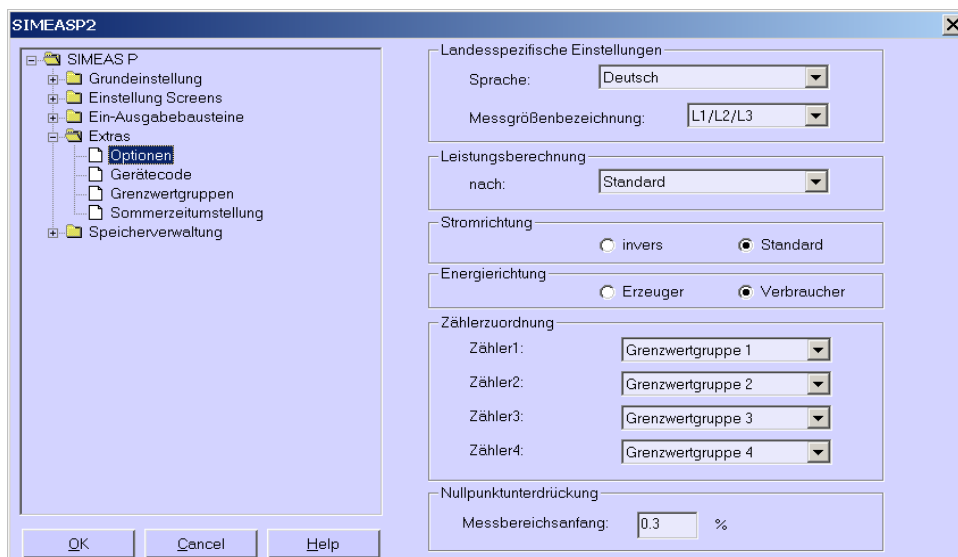 SIMEASP2
SIMEAS P
Grundeinstellung
Einstellung Screens
Ein-Ausgabebausteine
Extras
Optionen
Gerätecode
Grenzwertgruppen
Sommerzeitumstellung
Speicherverwaltung
OK Cancel Help
Landesspezifische Einstellungen
Sprache: Deutsch
Messgrößenbezeichnung: L1/L2/L3
Leistungsberechnung
nach: Standard
Stromrichtung
invers Standard
Energierichtung
Erzeuger Verbraucher
Zählerzuordnung
Zähler1: Grenzwertgruppe 1
Zähler2: Grenzwertgruppe 2
Zähler3: Grenzwertgruppe 3
Zähler4: Grenzwertgruppe 4
Nullpunktunterdrückung
Messbereichsanfang: 0.3 %